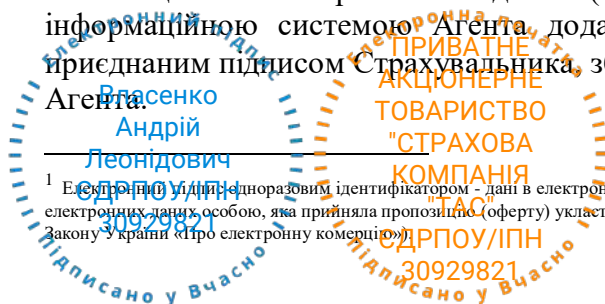 інформаційною системою Агента дода
приєднаним підписом Страхувальника, зб
Агента.
1 Електронний підпис одноразовим ідентифікатором - дані в електрон
електронних даних особою, яка прийняла пропозицію (оферту) укласт
Закону України «Про електронну комерцію»).
Електронний підпис
Власенко
Андрій
Леонідович
ЄДРПОУ/ІПН
30929821
Підписано у Вчасно
Електронна печатка
ПРИВАТНЕ
АКЦІОНЕРНЕ
ТОВАРИСТВО
"СТРАХОВА
КОМПАНІЯ
"ТАС"
ЄДРПОУ/ІПН
30929821
Підписано у Вчасно